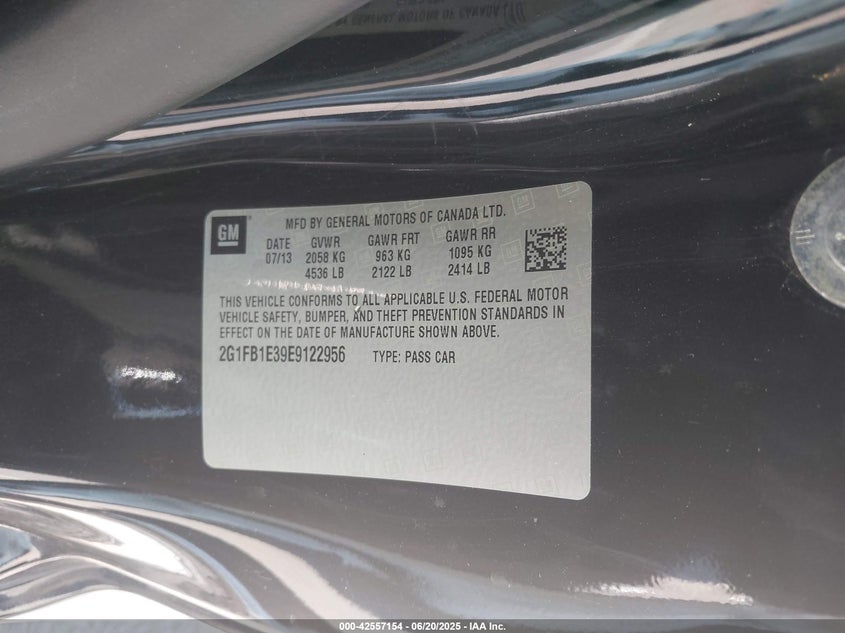 GM
MFD BY GENERAL MOTORS OF CANADA LTD.
DATE GVWR GAWR FRT GAWR RR
07/13 2058 KG 963 KG 1095 KG
4536 LB 2122 LB 2414 LB
THIS VEHICLE CONFORMS TO ALL APPLICABLE U.S. FEDERAL MOTOR
VEHICLE SAFETY, BUMPER, AND THEFT PREVENTION STANDARDS IN
EFFECT ON THE DATE OF MANUFACTURE SHOWN ABOVE.
2G1FB1E39E9122956 TYPE: PASS CAR
000-42557154 - 06/20/2025 - IAA Inc.